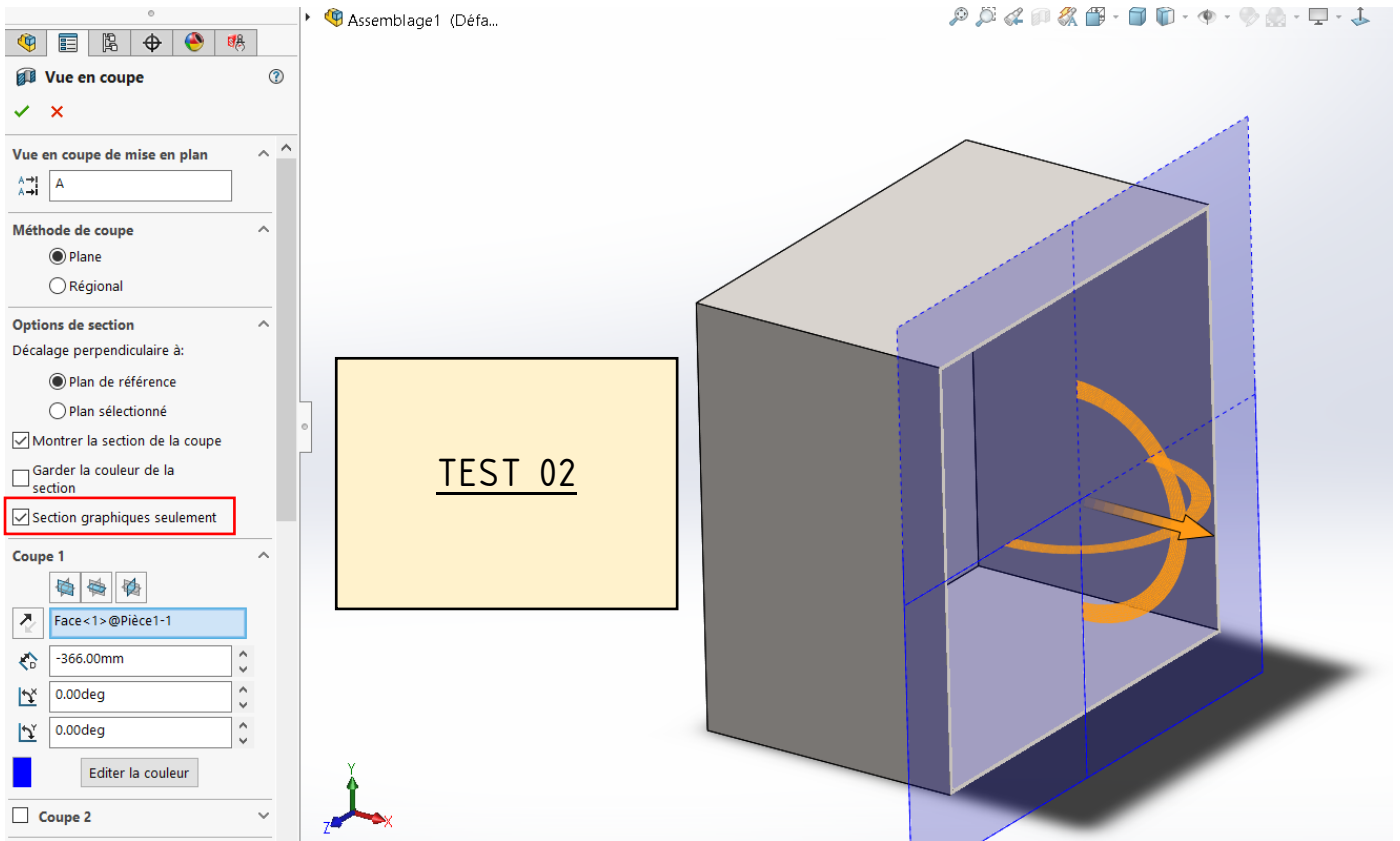 Assemblage1 (Défa...
Vue en coupe
Vue en coupe de mise en plan
A
Méthode de coupe
Plane
Régional
Options de section
Décalage perpendiculaire à:
Plan de référence
Plan sélectionné
Montrer la section de la coupe
Garder la couleur de la
section
Section graphiques seulement
Coupe 1
Face<1>@Pièce1-1
-366.00mm
0.00deg
0.00deg
Editer la couleur
Coupe 2
TEST 02
Y
Z
X